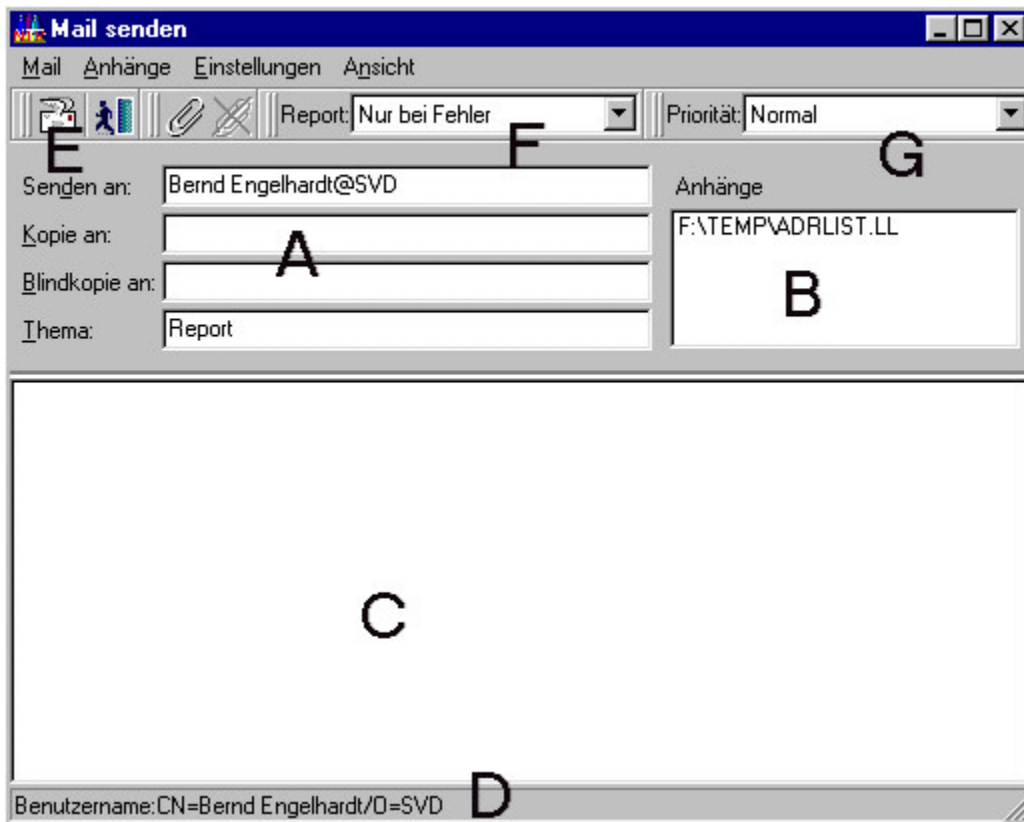 Mail senden
Mail Anhänge Einstellungen Ansicht
Report: Nur bei Fehler Priorität: Normal
E F G
Senden an: Bernd Engelhardt@SVD
Kopie an:
A
Blindkopie an:
Thema: Report
Anhänge
F:\TEMP\ADRLIST.LL
B
C
Benutzername:CN=Bernd Engelhardt/O=SVD
D